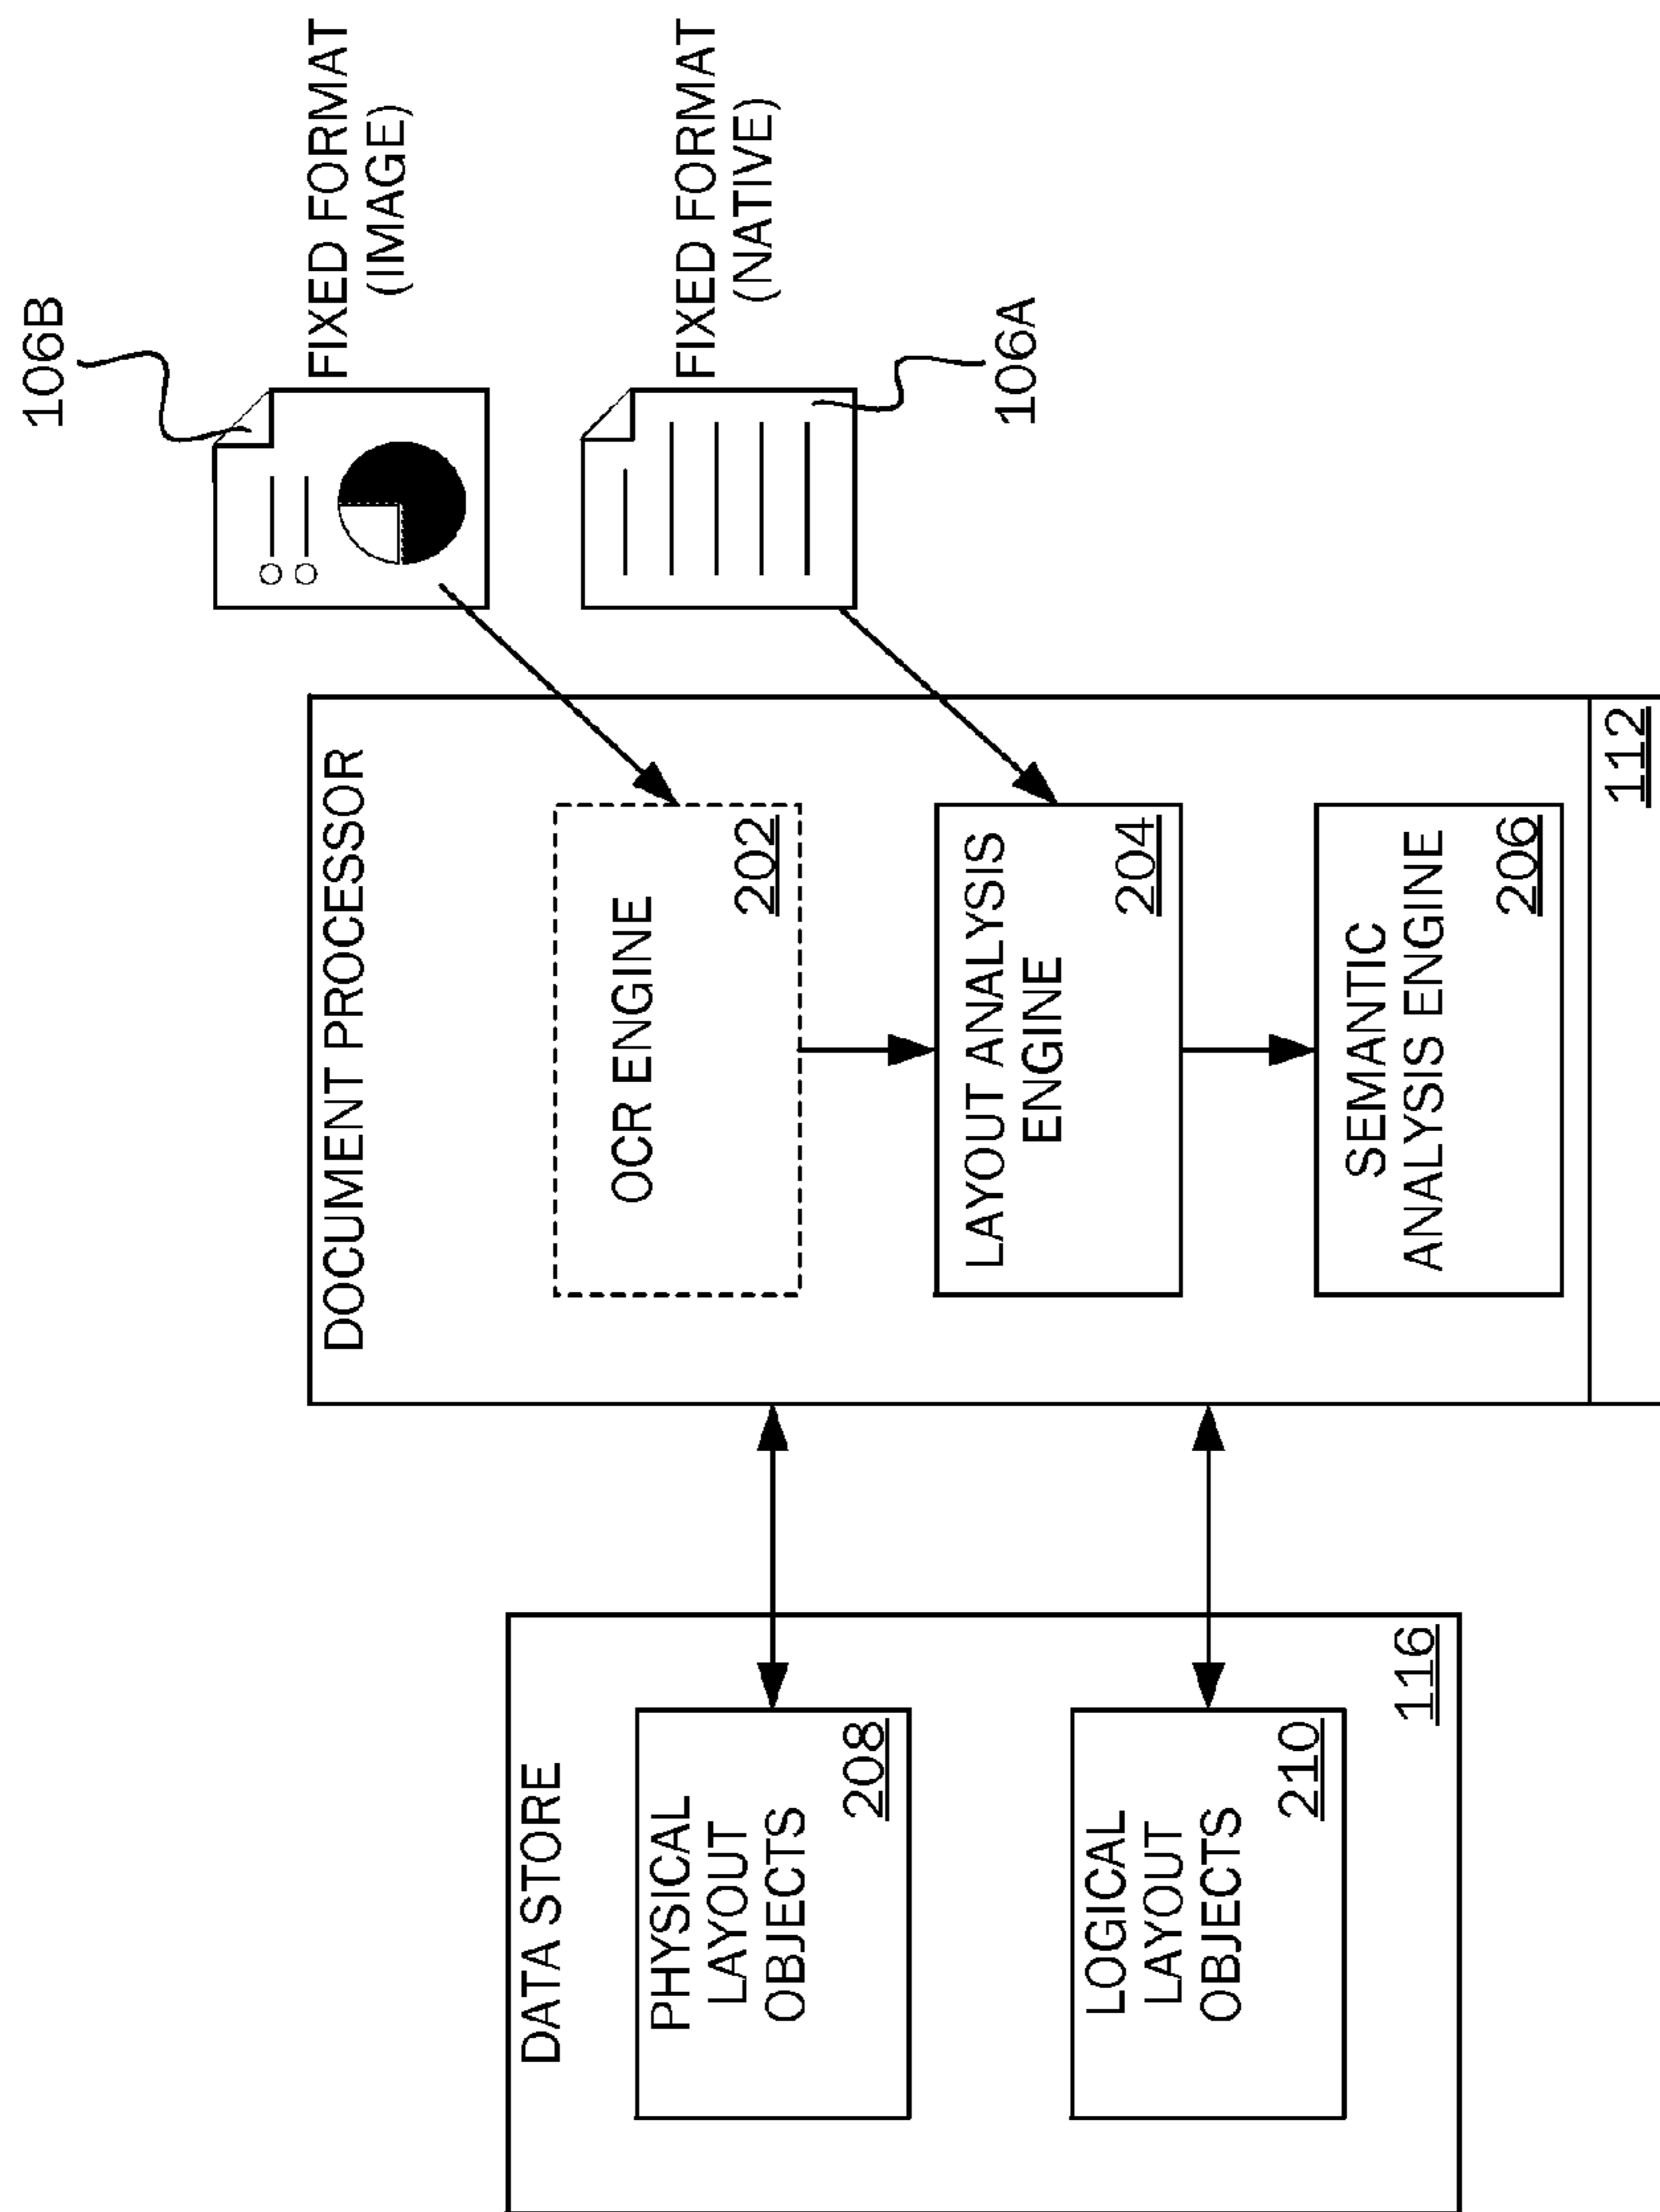 106B
FIXED FORMAT
(IMAGE)
FIXED FORMAT
(NATIVE)
106A
DOCUMENT PROCESSOR
OCR ENGINE
202
LAYOUT ANALYSIS
ENGINE
204
SEMANTIC
ANALYSIS ENGINE
206
112
DATA STORE
PHYSICAL
LAYOUT
OBJECTS
208
LOGICAL
LAYOUT
OBJECTS
210
116